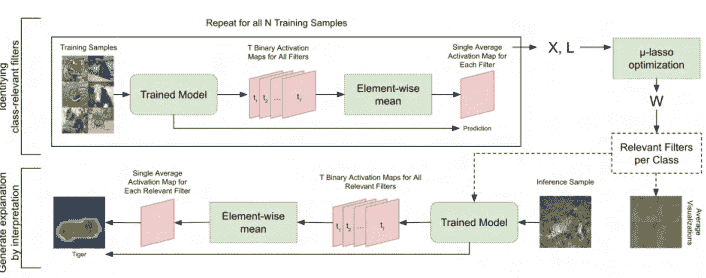 Repeat for all N Training Samples
Identifying
class-relevant filters
Training Samples
Trained Model
T Binary Activation
Maps for All Filters
t1 t2 ... tT
Element-wise
mean
Single Average
Activation Map for
Each Filter
Prediction
X, L
μ-lasso
optimization
W
Relevant Filters
per Class
Generate explanation
by interpretation
Tiger
Single Average
Activation Map for
Each Relevant Filter
Element-wise
mean
T Binary Activation Maps for All
Relevant Filters
t1 t2 ... tT
Trained Model
Inference Sample
Average
Visualizations